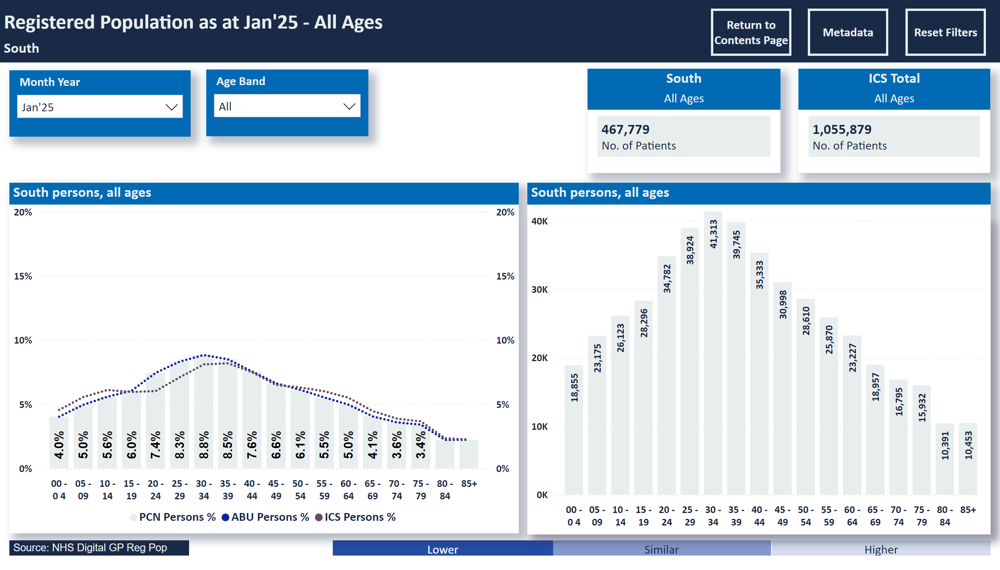 Registered Population as at Jan'25 - All Ages
South
Return to
Contents Page
Metadata
Reset Filters
Month Year
Jan'25
Age Band
All
South
All Ages
467,779
No. of Patients
ICS Total
All Ages
1,055,879
No. of Patients
South persons, all ages
20%
15%
10%
5%
0%
20%
15%
10%
5%
0%
4.0%
5.0%
5.6%
6.0%
7.4%
8.3%
8.8%
8.5%
7.6%
6.6%
6.1%
5.5%
5.0%
4.1%
3.6%
3.4%
00 - 05 - 10 - 15 - 20 - 25 - 30 - 35 - 40 - 45 - 50 - 55 - 60 - 65 - 70 - 75 - 80 - 85+
0 4 09 14 19 24 29 34 39 44 49 54 59 64 69 74 79 84
PCN Persons % ABU Persons % ICS Persons %
South persons, all ages
40K
30K
20K
10K
0K
18,855
23,175
26,123
28,296
34,782
38,924
41,313
39,745
35,333
30,998
28,610
25,870
23,227
18,957
16,795
15,932
10,391
10,453
00 - 05 - 10 - 15 - 20 - 25 - 30 - 35 - 40 - 45 - 50 - 55 - 60 - 65 - 70 - 75 - 80 - 85+
0 4 09 14 19 24 29 34 39 44 49 54 59 64 69 74 79 84
Source: NHS Digital GP Reg Pop
Lower
Similar
Higher